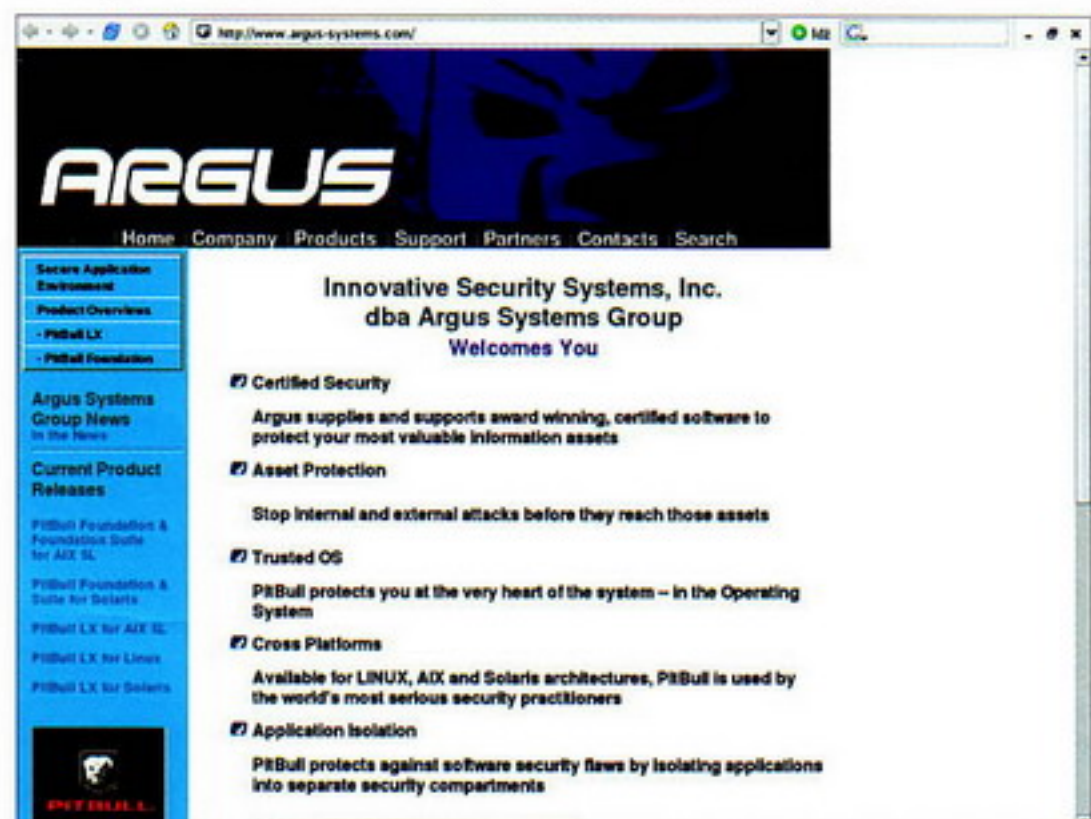 http://www.argus-systems.com/
ARGUS
Home Company Products Support Partners Contacts Search
Secure Application
Environment
Product Overviews
- PitBull LX
- PitBull Foundation
Argus Systems
Group News
In the News
Current Product
Releases
PitBull Foundation &
Foundation Suite
for AIX 5L
PitBull Foundation &
Suite for Solaris
PitBull LX for AIX 5L
PitBull LX for Linux
PitBull LX for Solaris
PITBULL
Innovative Security Systems, Inc.
dba Argus Systems Group
Welcomes You
Certified Security
Argus supplies and supports award winning, certified software to
protect your most valuable information assets
Asset Protection
Stop internal and external attacks before they reach those assets
Trusted OS
PitBull protects you at the very heart of the system – in the Operating
System
Cross Platforms
Available for LINUX, AIX and Solaris architectures, PitBull is used by
the world's most serious security practitioners
Application Isolation
PitBull protects against software security flaws by isolating applications
into separate security compartments